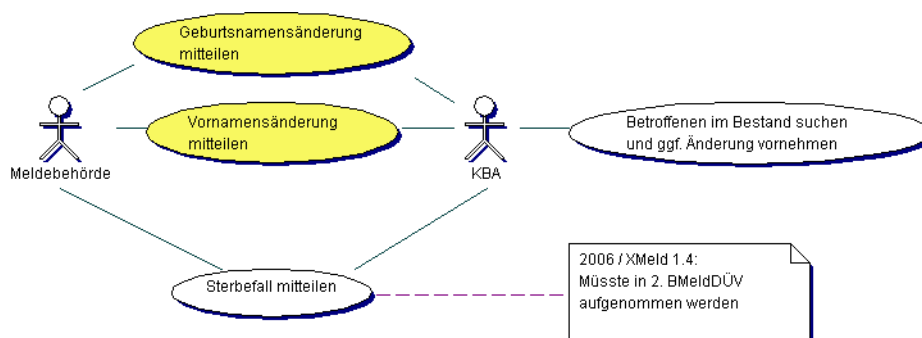 Geburtsnamensänderung
mitteilen
Vornamensänderung
mitteilen
Betroffenen im Bestand suchen
und ggf. Änderung vornehmen
Meldebehörde
KBA
Sterbefall mitteilen
2006 / XMeld 1.4:
Müsste in 2. BMeldDÜV
aufgenommen werden